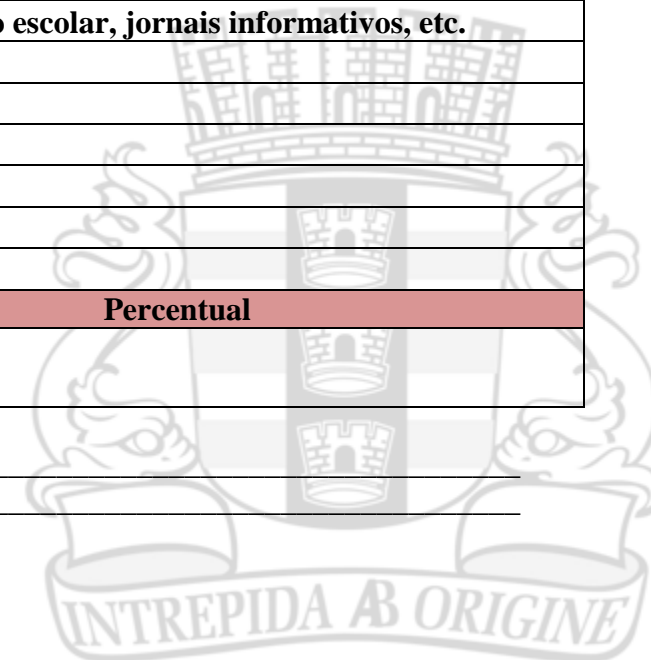 o escolar, jornais informativos, etc.
Percentual
INTREPIDA AB ORIGINE